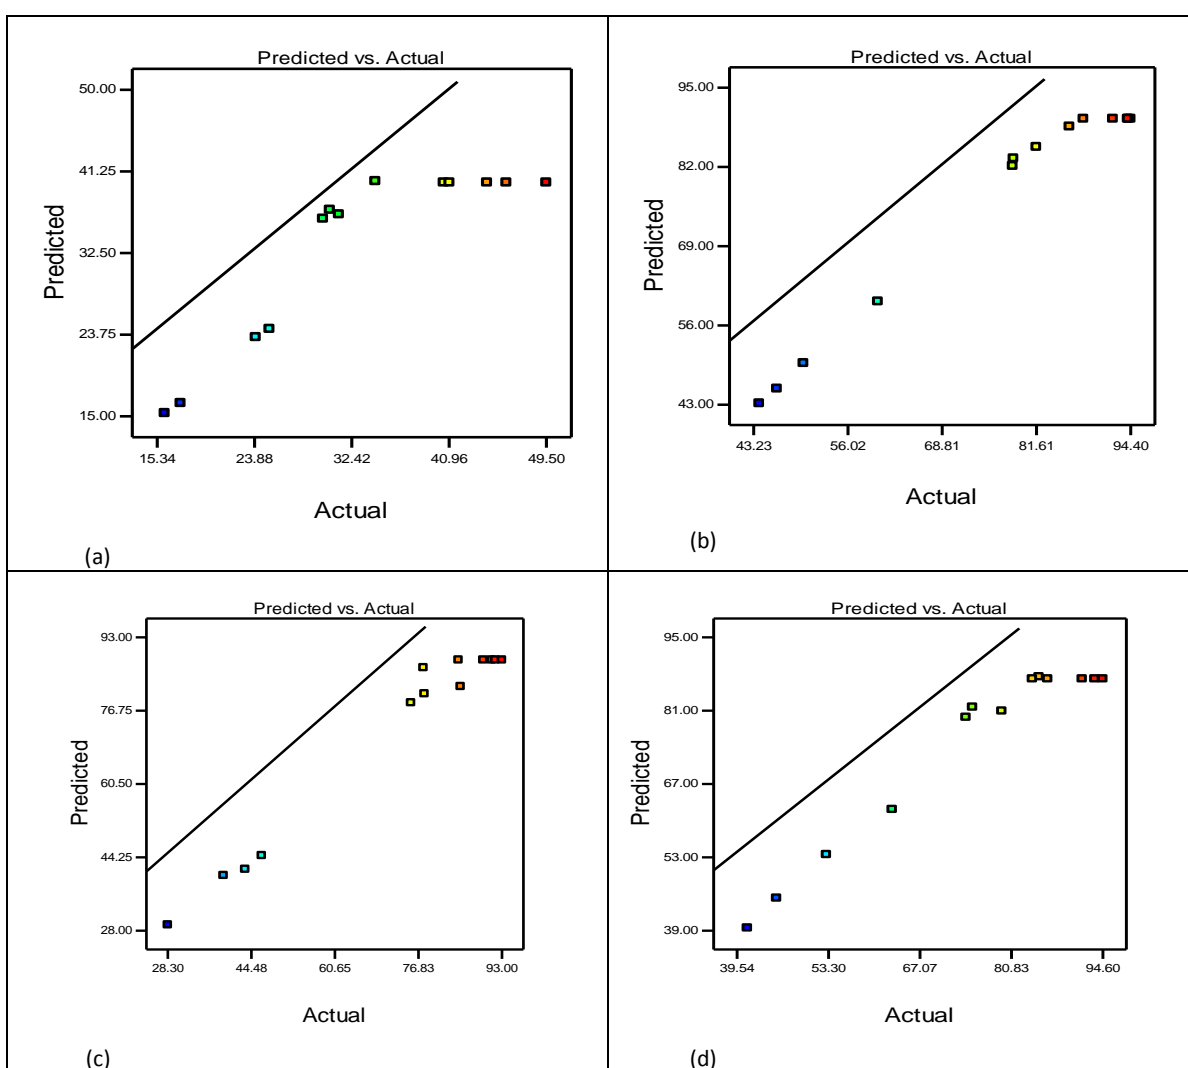 Predicted vs. Actual
50.00
41.25
32.50
23.75
15.00
Predicted
15.34 23.88 32.42 40.96 49.50
Actual
(a)
Predicted vs. Actual
95.00
82.00
69.00
56.00
43.00
Predicted
43.23 56.02 68.81 81.61 94.40
Actual
(b)
Predicted vs. Actual
93.00
76.75
60.50
44.25
28.00
Predicted
28.30 44.48 60.65 76.83 93.00
Actual
(c)
Predicted vs. Actual
95.00
81.00
67.00
53.00
39.00
Predicted
39.54 53.30 67.07 80.83 94.60
Actual
(d)